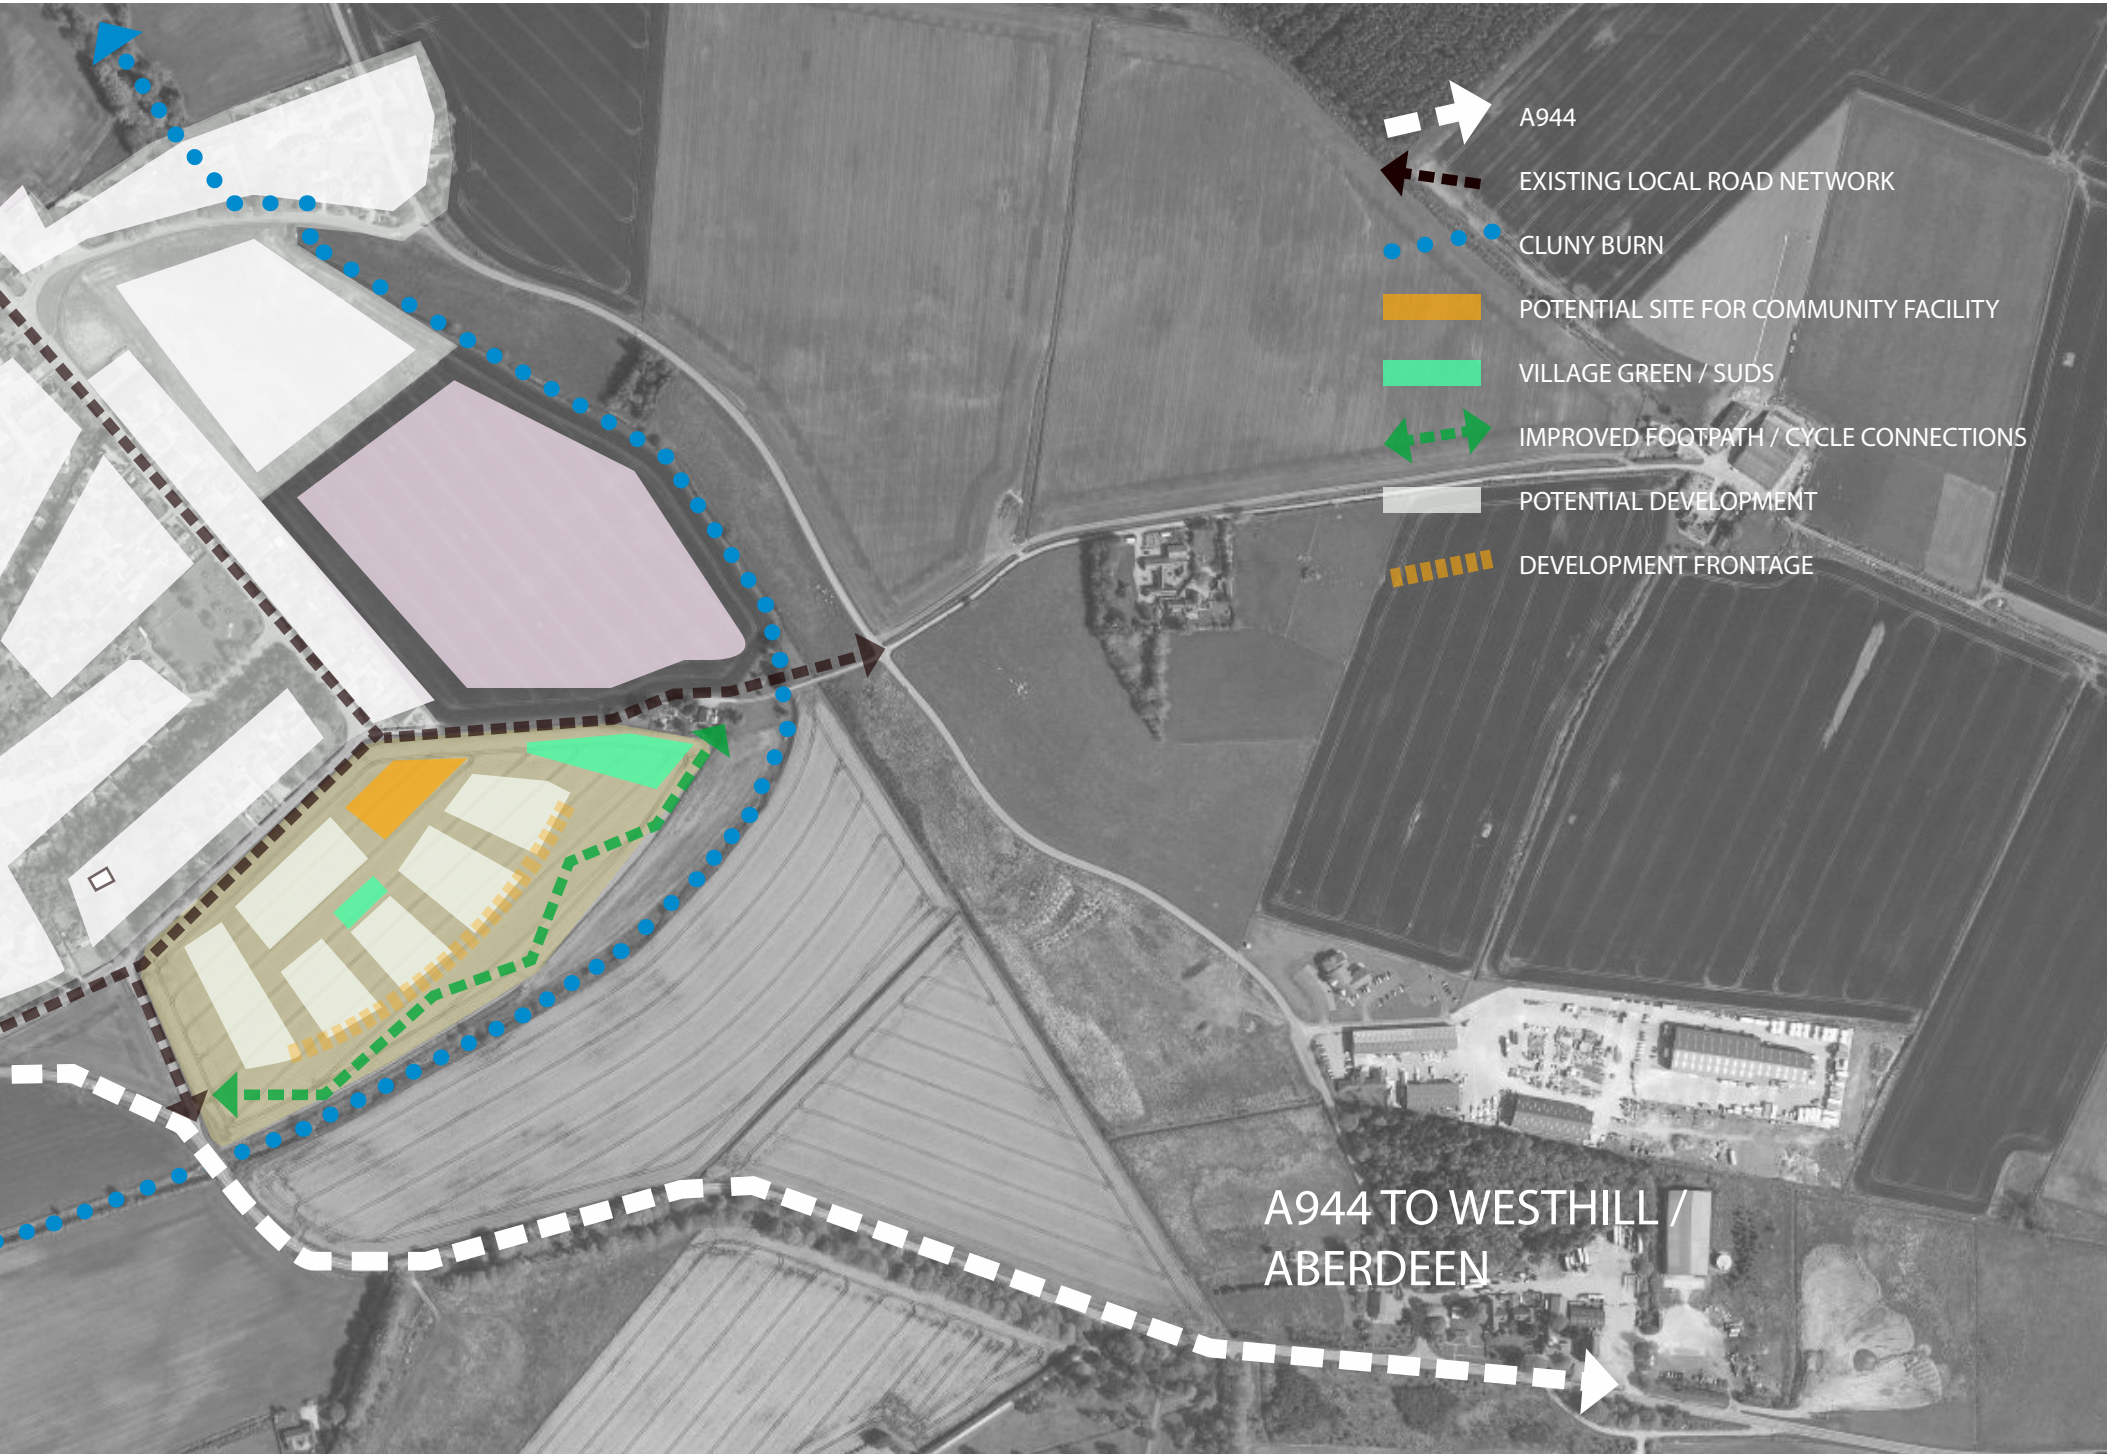 A944
EXISTING LOCAL ROAD NETWORK
CLUNY BURN
POTENTIAL SITE FOR COMMUNITY FACILITY
VILLAGE GREEN / SUDS
IMPROVED FOOTPATH / CYCLE CONNECTIONS
POTENTIAL DEVELOPMENT
DEVELOPMENT FRONTAGE
A944 TO WESTHILL /
ABERDEEN